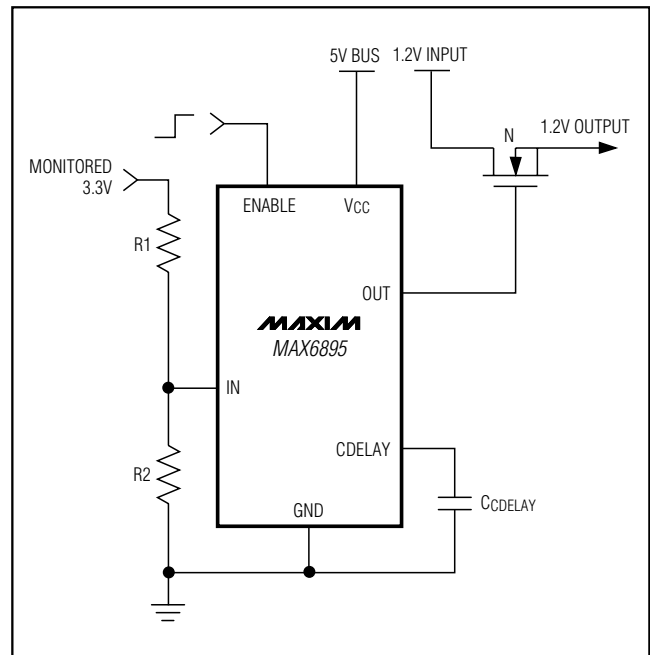 5V BUS
1.2V INPUT
N
1.2V OUTPUT
MONITORED
3.3V
ENABLE
VCC
R1
OUT
MAXIM
MAX6895
IN
R2
CDELAY
CCDELAY
GND